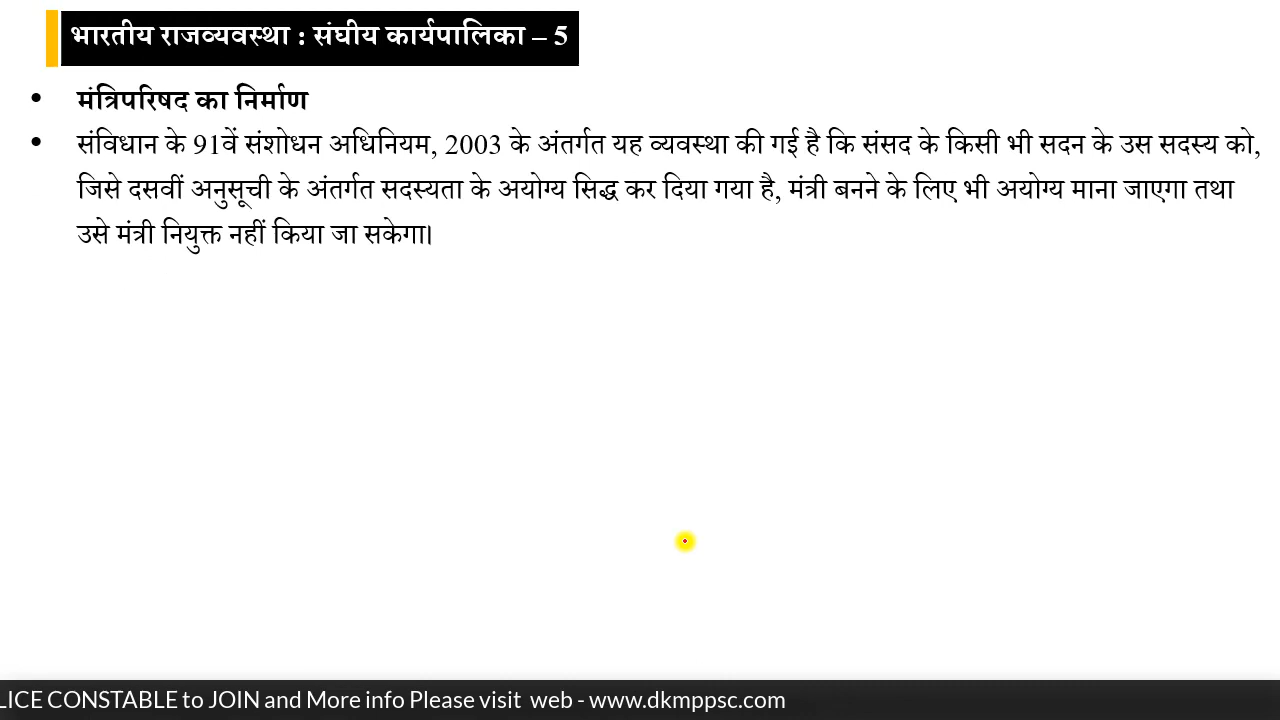 भारतीय राजव्यवस्था : संघीय कार्यपालिका – 5
• मंत्रिपरिषद का निर्माण
• संविधान के 91वें संशोधन अधिनियम, 2003 के अंतर्गत यह व्यवस्था की गई है कि संसद के किसी भी सदन के उस सदस्य को,
जिसे दसवीं अनुसूची के अंतर्गत सदस्यता के अयोग्य सिद्ध कर दिया गया है, मंत्री बनने के लिए भी अयोग्य माना जाएगा तथा
उसे मंत्री नियुक्त नहीं किया जा सकेगा।
LICE CONSTABLE to JOIN and More info Please visit web - www.dkmppsc.com